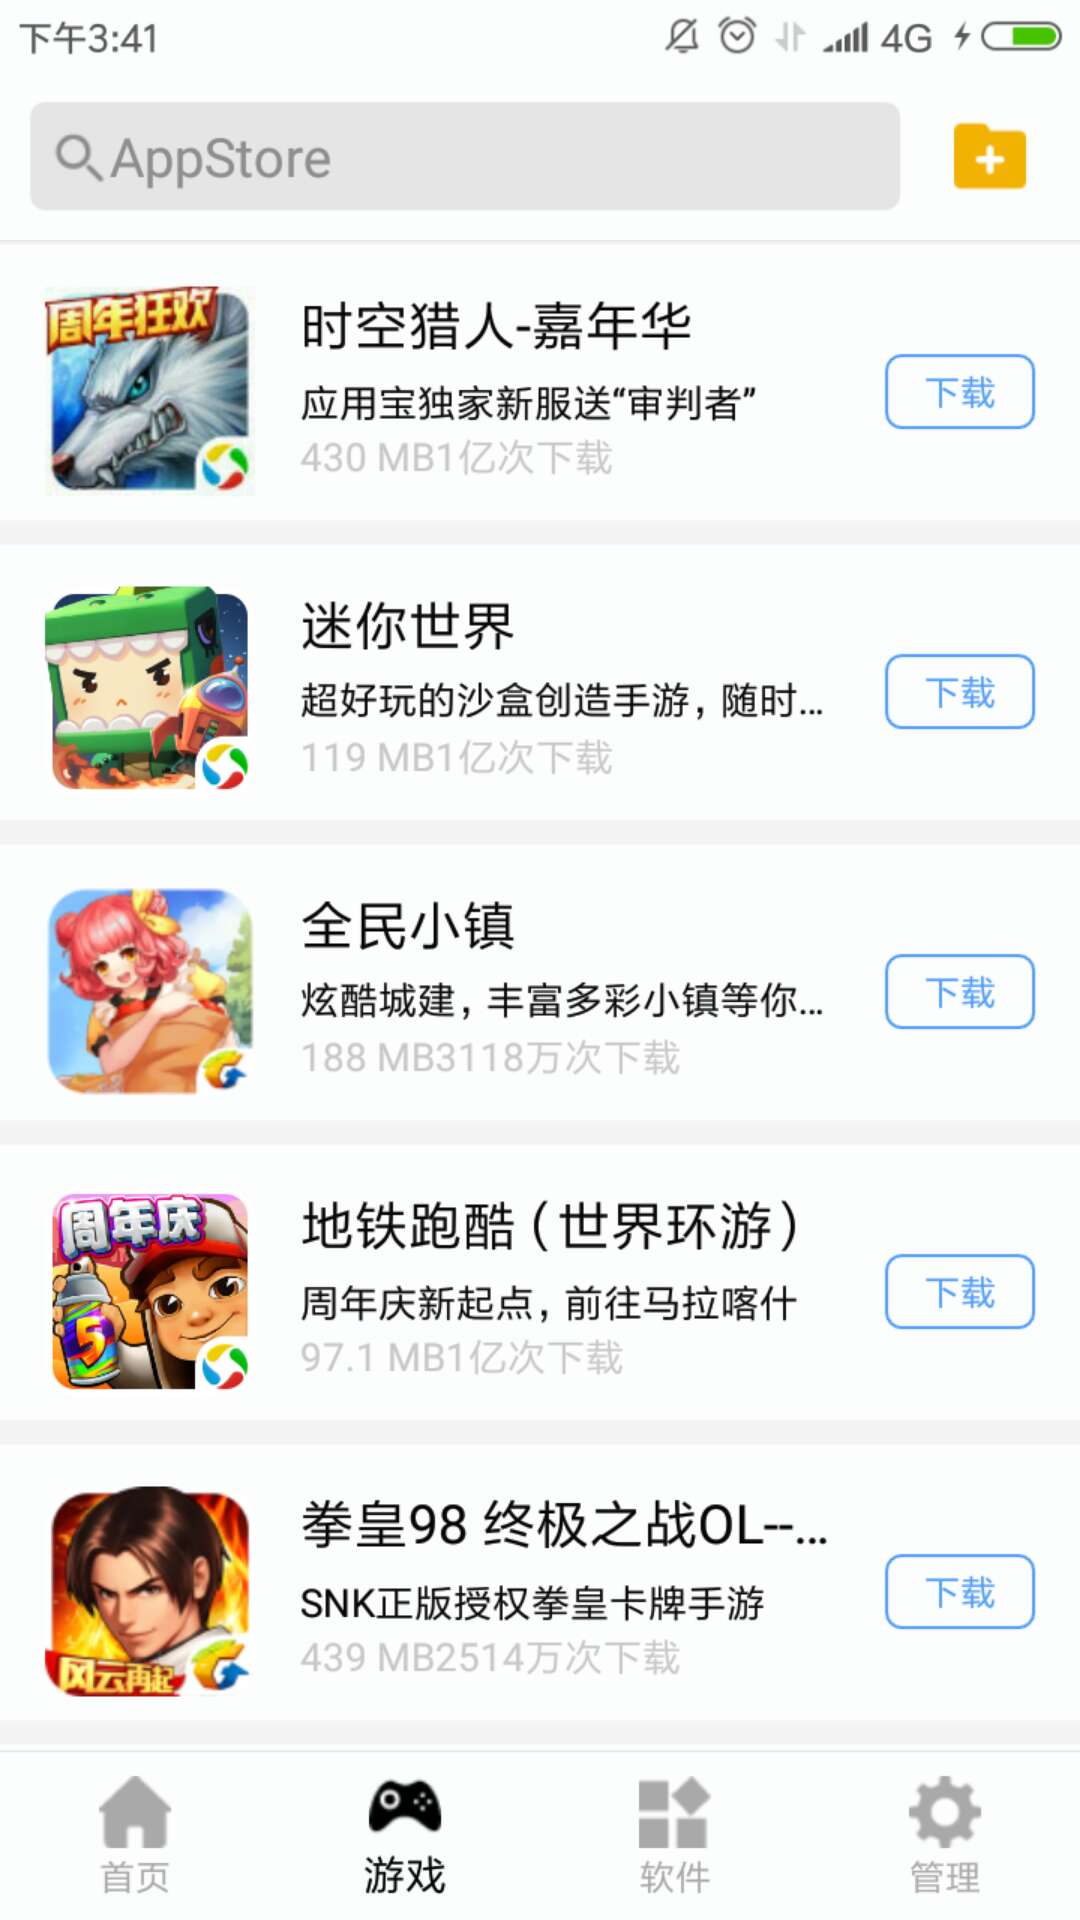 下午3:41
4G
AppStore
周年狂欢
时空猎人-嘉年华
应用宝独家新服送“审判者”
430 MB1亿次下载
下载
迷你世界
超好玩的沙盒创造手游，随时...
119 MB1亿次下载
下载
全民小镇
炫酷城建，丰富多彩小镇等你...
188 MB3118万次下载
下载
周年庆
5
地铁跑酷（世界环游）
周年庆新起点，前往马拉喀什
97.1 MB1亿次下载
下载
风云再起
拳皇98 终极之战OL--...
SNK正版授权拳皇卡牌手游
439 MB2514万次下载
下载
首页
游戏
软件
管理